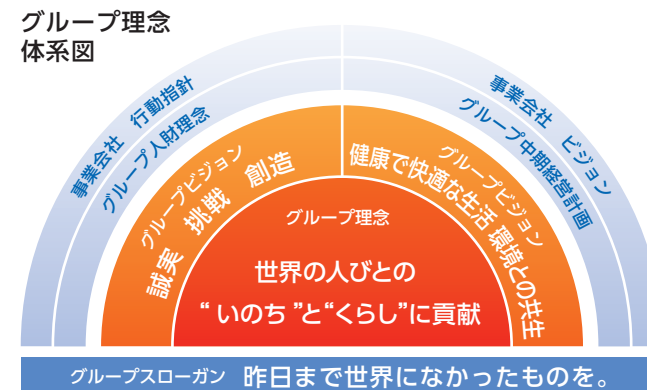 グループ理念
体系図
事業会社 行動指針
グループ人財理念
事業会社 ビジョン
グループ中期経営計画
グループビジョン
誠実 挑戦 創造
グループビジョン
健康で快適な生活 環境との共生
グループ理念
世界の人びとの
“いのち”と“くらし”に貢献
グループスローガン 昨日まで世界になかったものを。